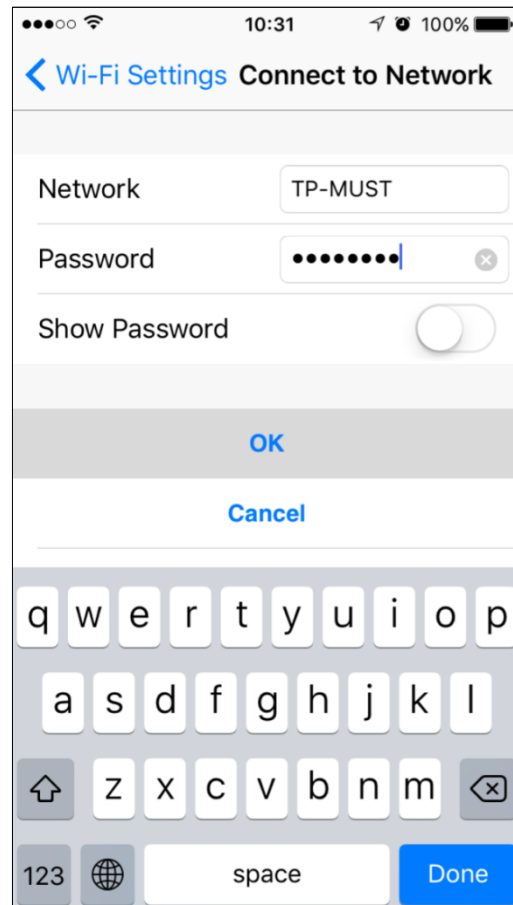 10:31 100%
Wi-Fi Settings Connect to Network
Network TP-MUST
Password ••••••••
Show Password
OK
Cancel
q w e r t y u i o p
a s d f g h j k l
z x c v b n m
123 space Done